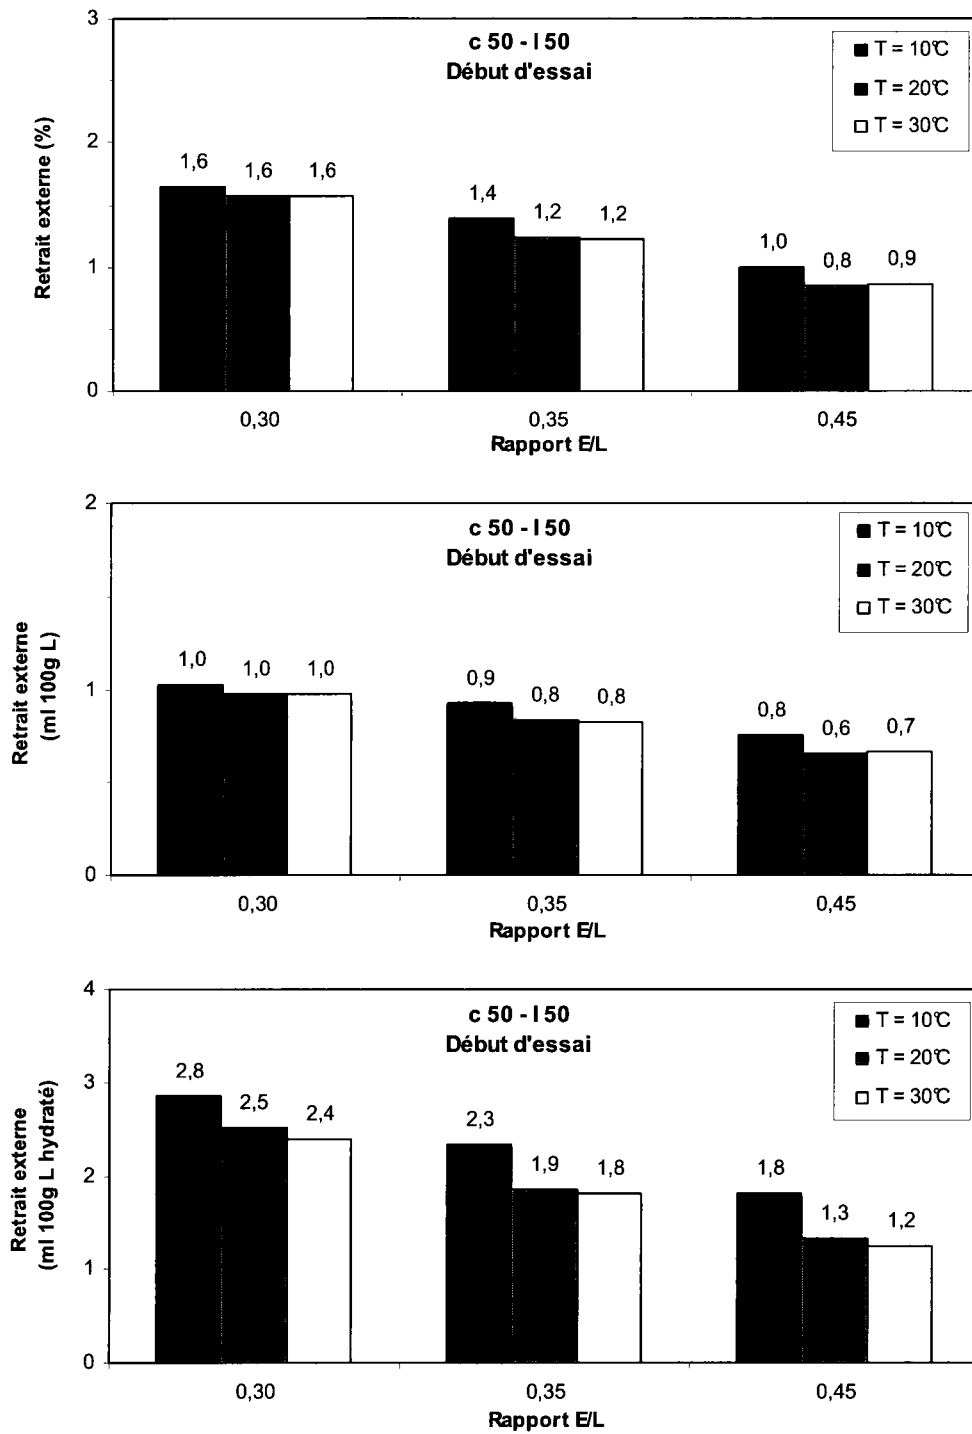 3
c 50 - l 50
Début d'essai
T = 10°C
T = 20°C
T = 30°C
Retrait externe (%)
2
1,6
1,6
1,6
1,4
1,2
1,2
1,0
0,8
0,9
1
0
0,30
0,35
0,45
Rapport E/L
2
c 50 - l 50
Début d'essai
T = 10°C
T = 20°C
T = 30°C
Retrait externe
(ml 100g L)
1,0
1,0
1,0
0,9
0,8
0,8
0,8
0,6
0,7
1
0
0,30
0,35
0,45
Rapport E/L
4
c 50 - l 50
Début d'essai
T = 10°C
T = 20°C
T = 30°C
Retrait externe
(ml 100g L hydraté)
3
2,8
2,5
2,4
2,3
1,9
1,8
1,8
1,3
1,2
2
1
0
0,30
0,35
0,45
Rapport E/L